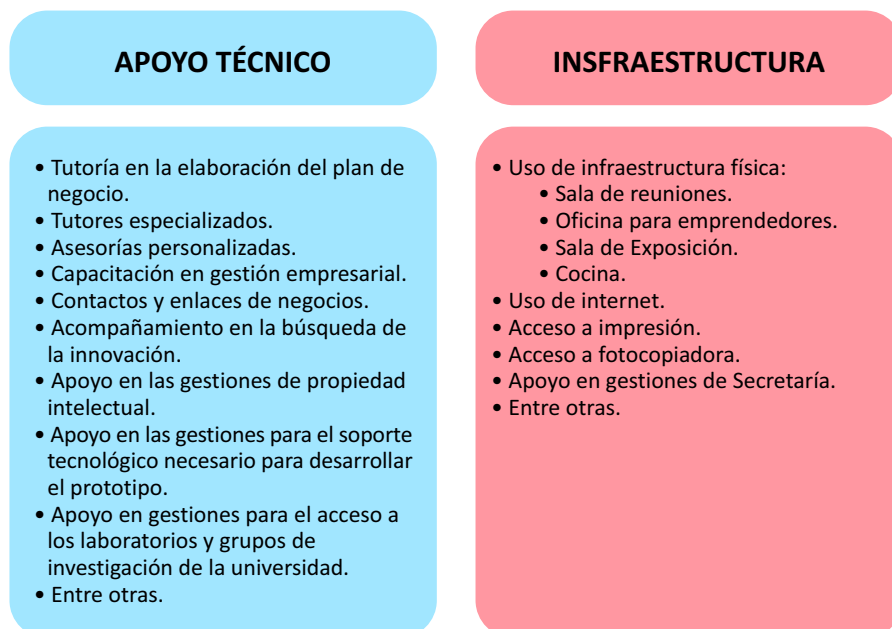 APOYO TÉCNICO
• Tutoría en la elaboración del plan de
negocio.
• Tutores especializados.
• Asesorías personalizadas.
• Capacitación en gestión empresarial.
• Contactos y enlaces de negocios.
• Acompañamiento en la búsqueda de
la innovación.
• Apoyo en las gestiones de propiedad
intelectual.
• Apoyo en las gestiones para el soporte
tecnológico necesario para desarrollar
el prototipo.
• Apoyo en gestiones para el acceso a
los laboratorios y grupos de
investigación de la universidad.
• Entre otras.
INSFRAESTRUCTURA
• Uso de infraestructura física:
• Sala de reuniones.
• Oficina para emprendedores.
• Sala de Exposición.
• Cocina.
• Uso de internet.
• Acceso a impresión.
• Acceso a fotocopiadora.
• Apoyo en gestiones de Secretaría.
• Entre otras.